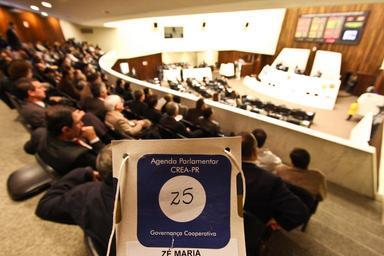 Agenda Parlamentar
CREA-PR
25
Governança Cooperativa
ZÉ MARIA